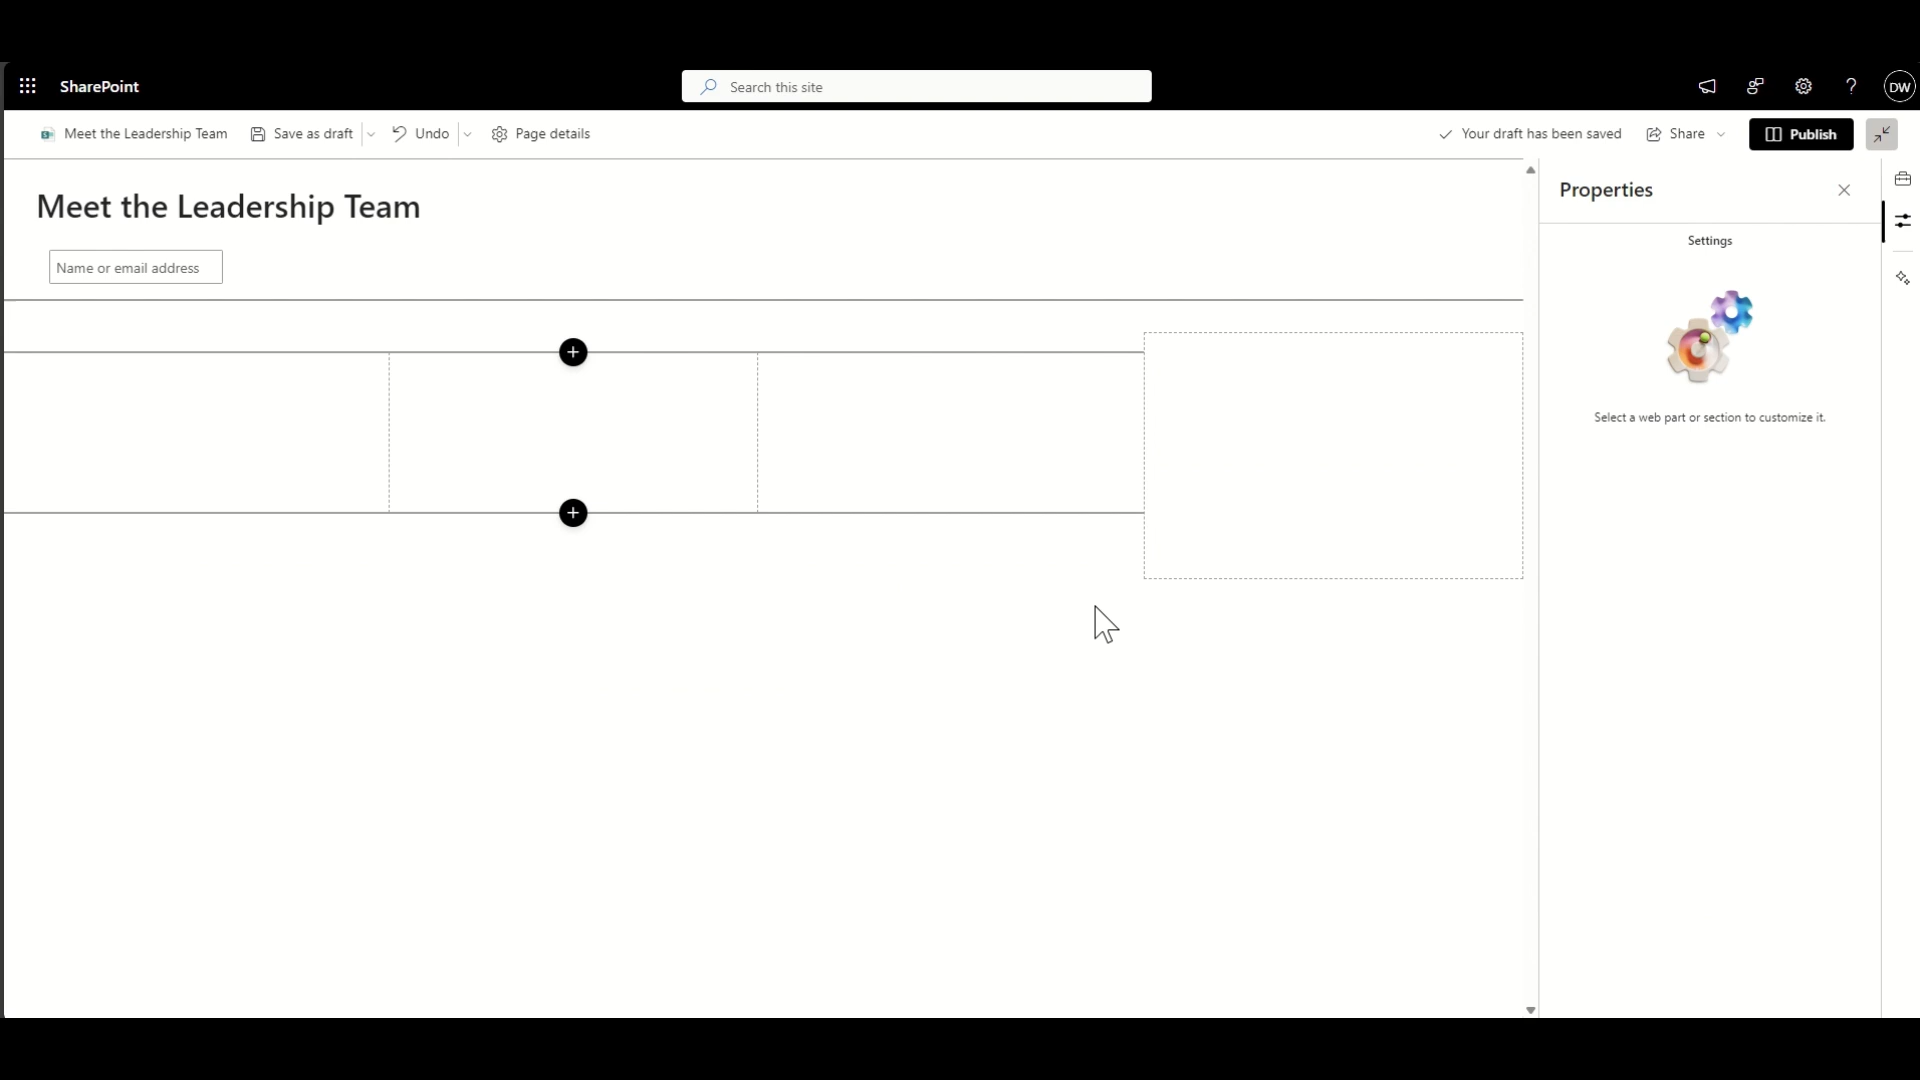 SharePoint
Search this site
?
DW
Meet the Leadership Team
Save as draft
Undo
Page details
Your draft has been saved
Share
Publish
Meet the Leadership Team
Name or email address
Properties
Settings
Select a web part or section to customize it.